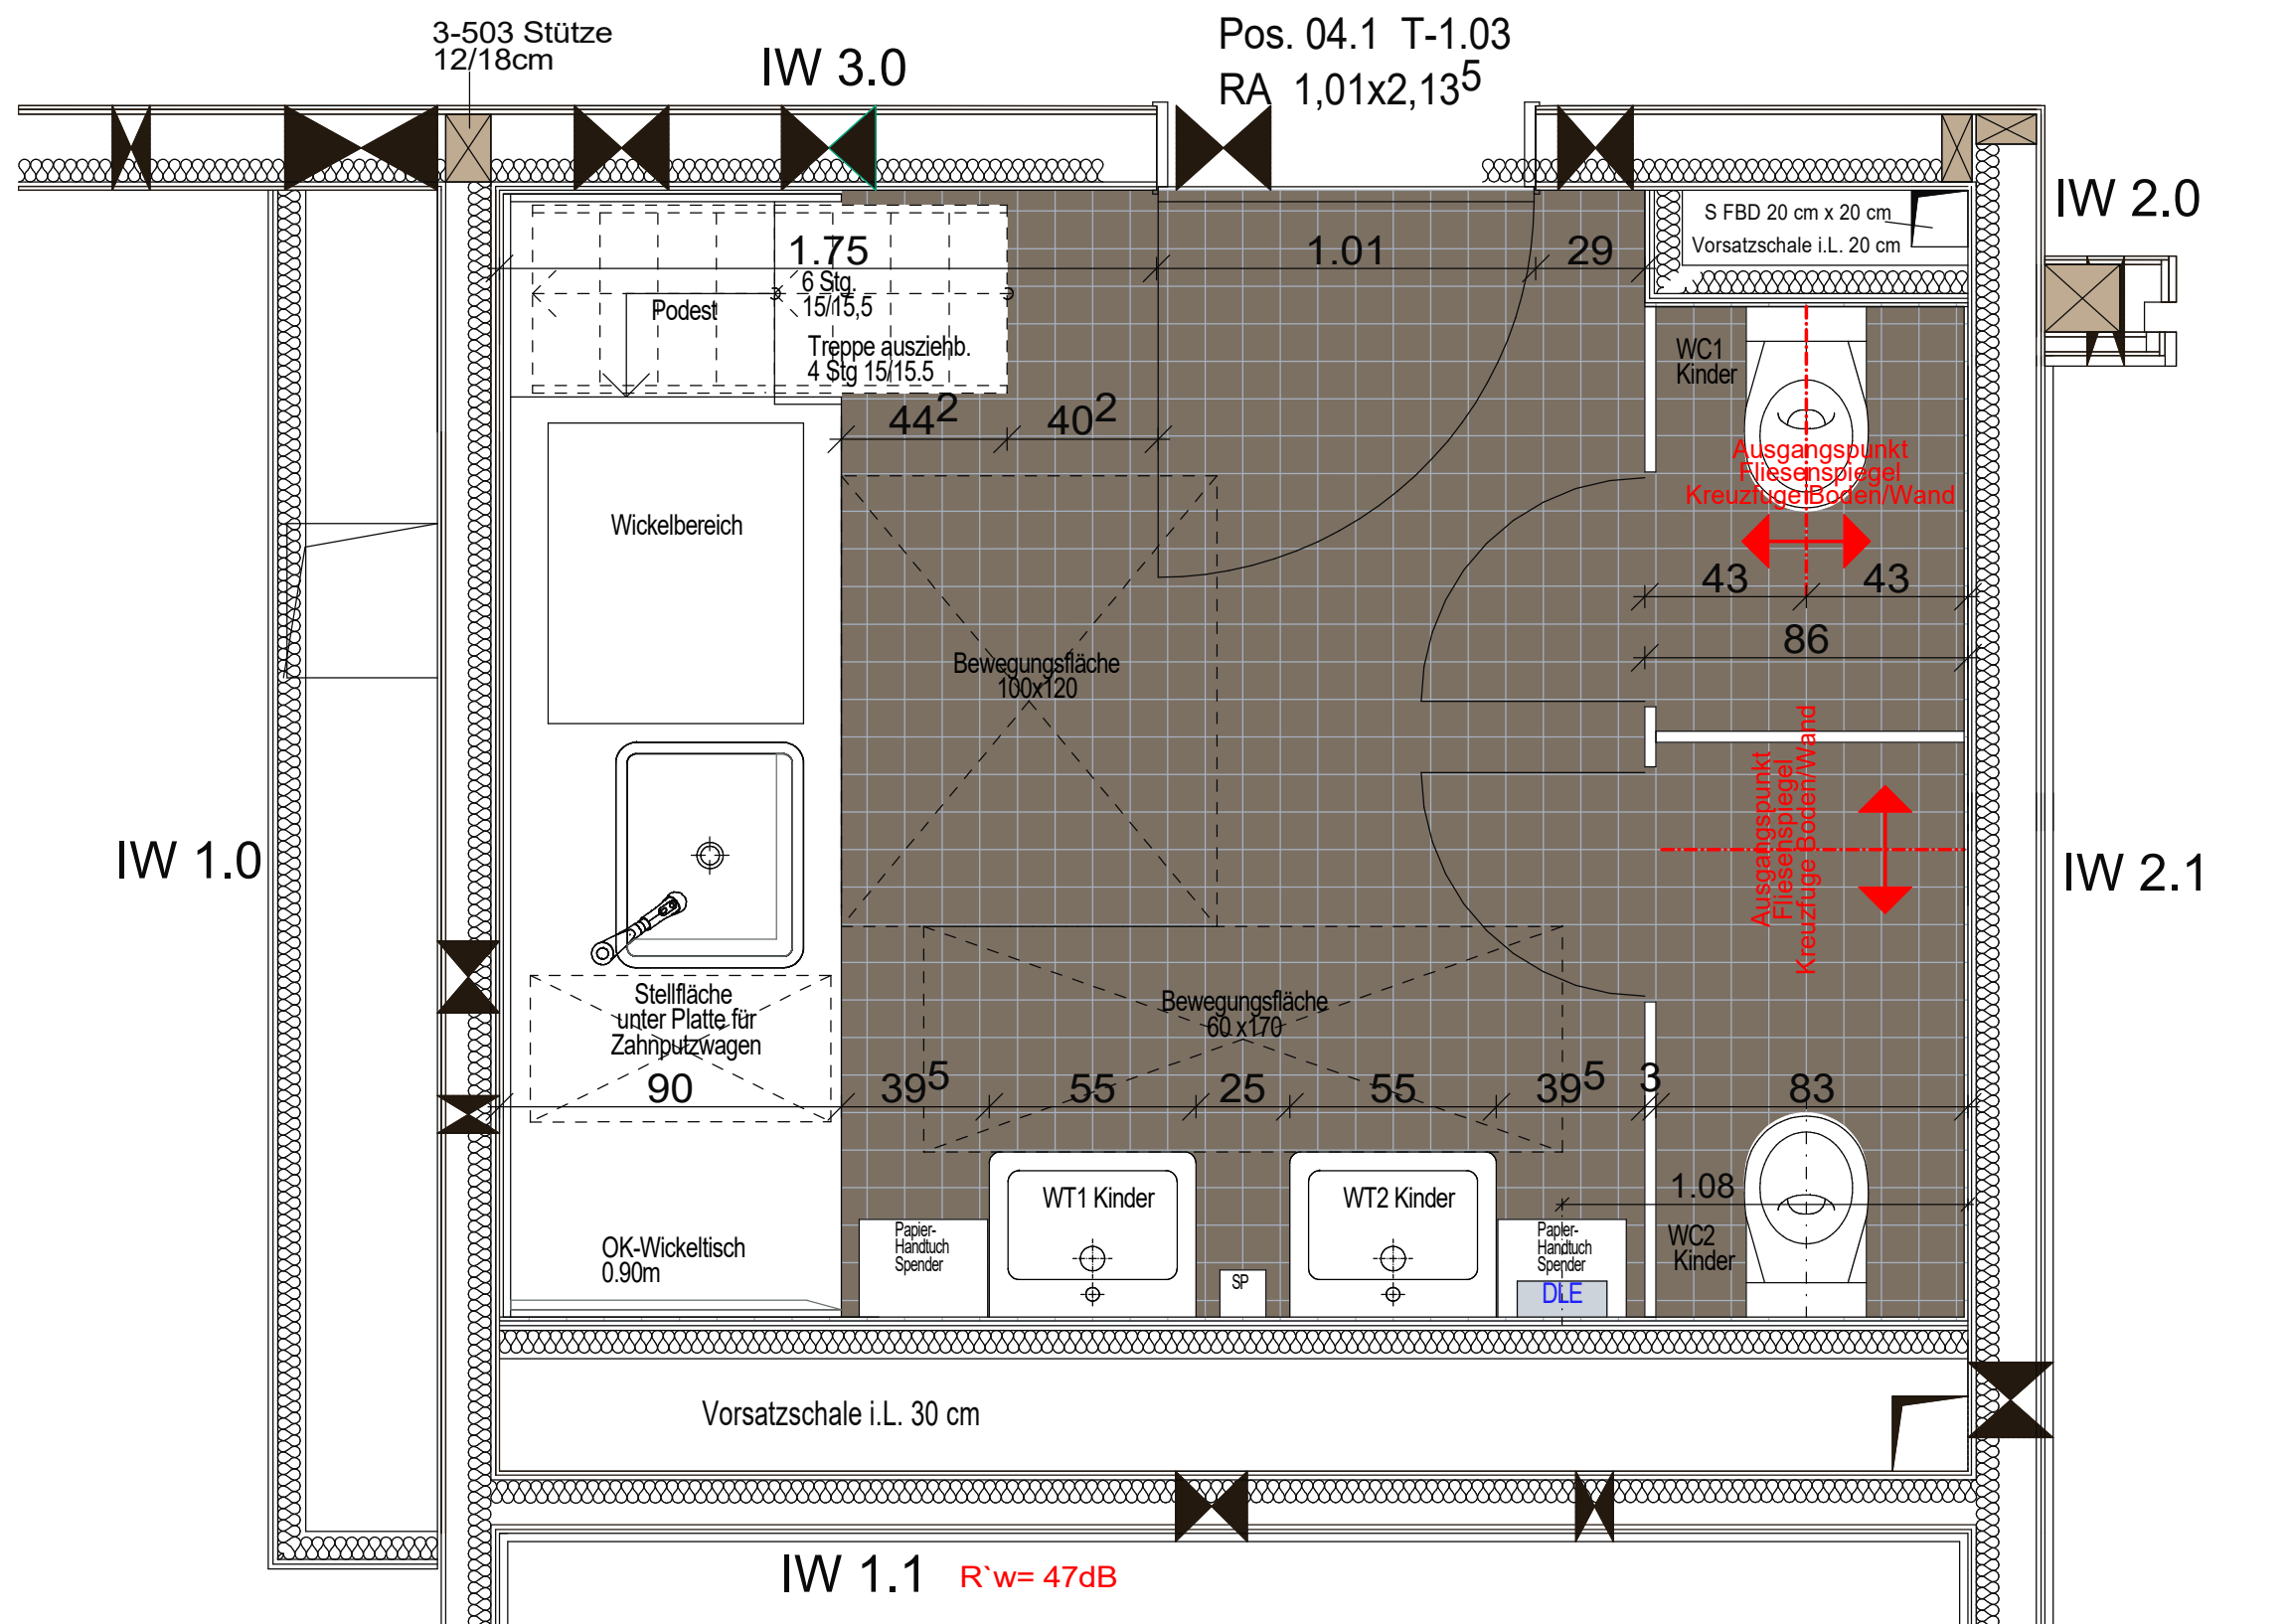 3-503 Stütze
12/18cm
IW 3.0
Pos. 04.1 T-1.03
RA 1,01x2,13⁵
IW 2.0
S FBD 20 cm x 20 cm
Vorsatzschale i.L. 20 cm
1.75
1.01
29
6 Stg.
15/15,5
Podest
Treppe ausziehb.
4 Stg 15/15.5
WC1
Kinder
44²
40²
Ausgangspunkt
Fliesenspiegel
Kreuzfuge Boden/Wand
Wickelbereich
43
43
86
Bewegungsfläche
100x120
IW 1.0
IW 2.1
Ausgangspunkt
Fliesenspiegel
Kreuzfuge Boden/Wand
Stellfläche
unter Platte für
Zahnputzwagen
Bewegungsfläche
60 x170
90
39⁵
55
25
55
39⁵
3
83
1.08
WT1 Kinder
WT2 Kinder
Papier-
Handtuch
Spender
Papier-
Handtuch
Spender
DLE
SP
WC2
Kinder
OK-Wickeltisch
0.90m
Vorsatzschale i.L. 30 cm
IW 1.1
R`w= 47dB